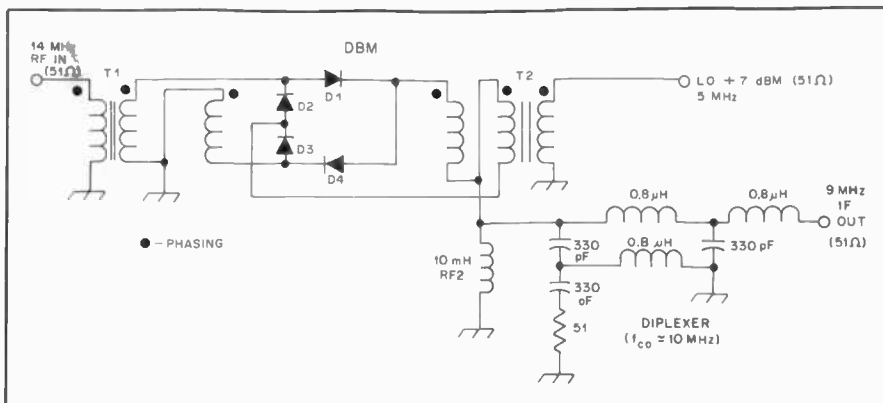 14 MHz
RF IN
(51Ω)
T1
DBM
D1
D2
D3
D4
T2
LO + 7 dBM (51Ω)
5 MHz
● – PHASING
10 mH
RF2
330
pF
330
pF
51
0.8 μH
0.8 μH
0.8 μH
330 pF
9 MHz
IF
OUT
(51Ω)
DIPLEXER
(fco ≃ 10 MHz)